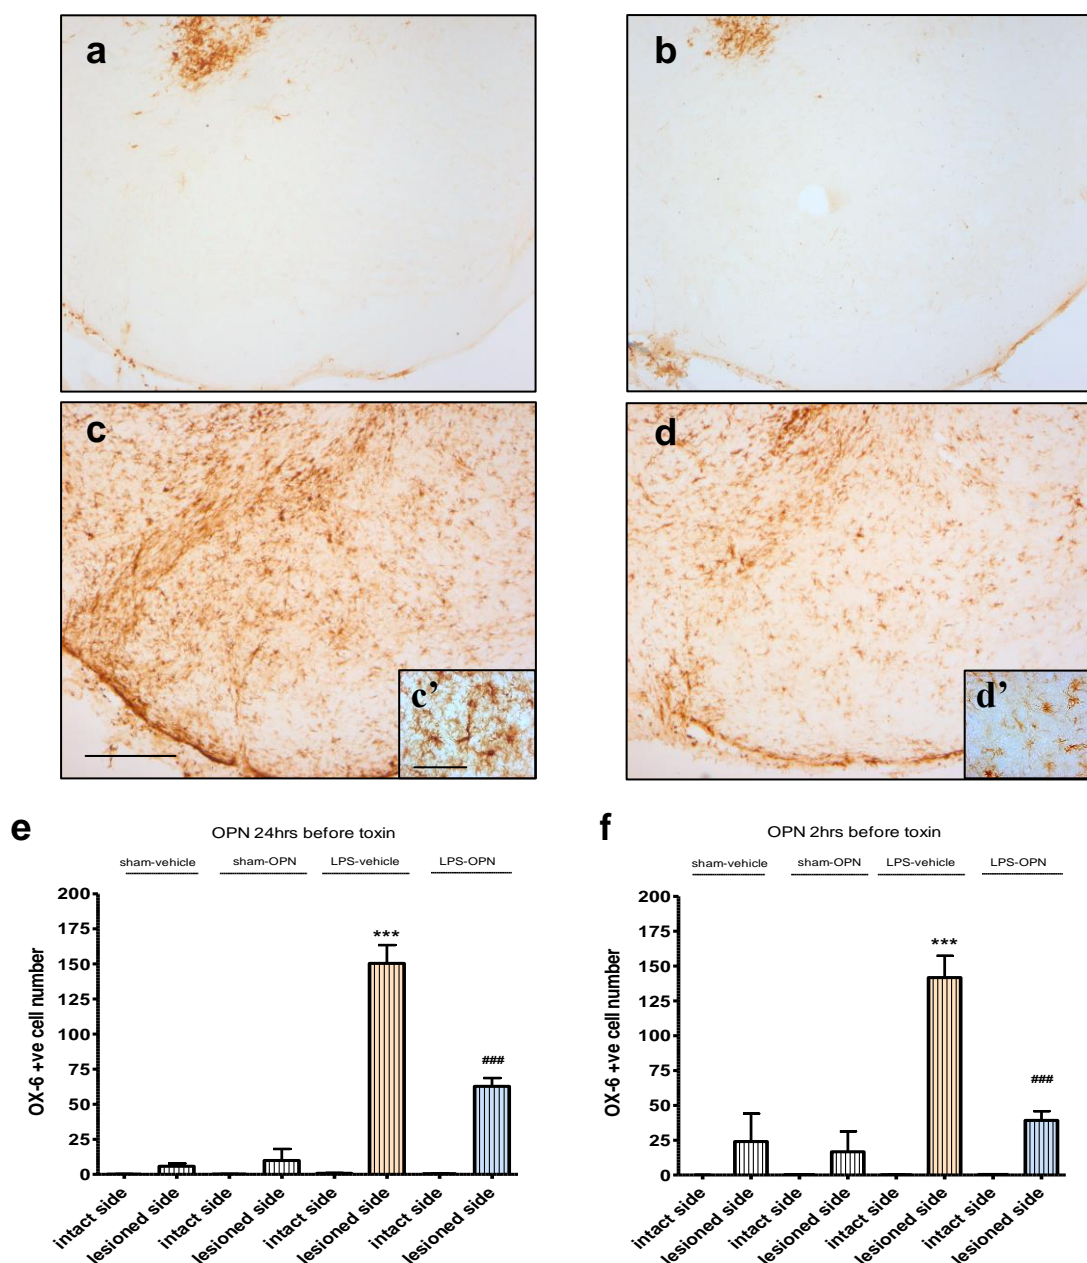 a
b
c
c’
d
d’
e
OPN 24hrs before toxin
sham-vehicle sham-OPN LPS-vehicle LPS-OPN
OX-6 +ve cell number
200
175
150
125
100
75
50
25
0
***
###
intact side
lesioned side
intact side
lesioned side
intact side
lesioned side
intact side
lesioned side
f
OPN 2hrs before toxin
sham-vehicle sham-OPN LPS-vehicle LPS-OPN
OX-6 +ve cell number
200
175
150
125
100
75
50
25
0
***
###
intact side
lesioned side
intact side
lesioned side
intact side
lesioned side
intact side
lesioned side